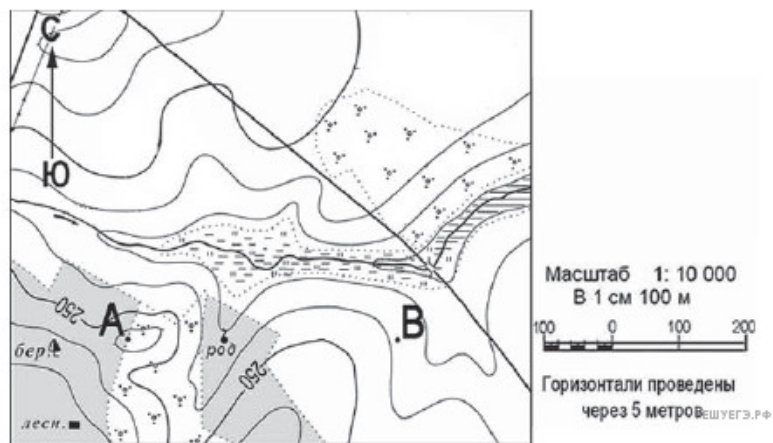 С
Ю
250
А
В
бер.
род
250
лесн.
Масштаб 1: 10 000
В 1 см 100 м
100 0 100 200
Горизонтали проведены
через 5 метров
ЕШУЕГЭ.РФ